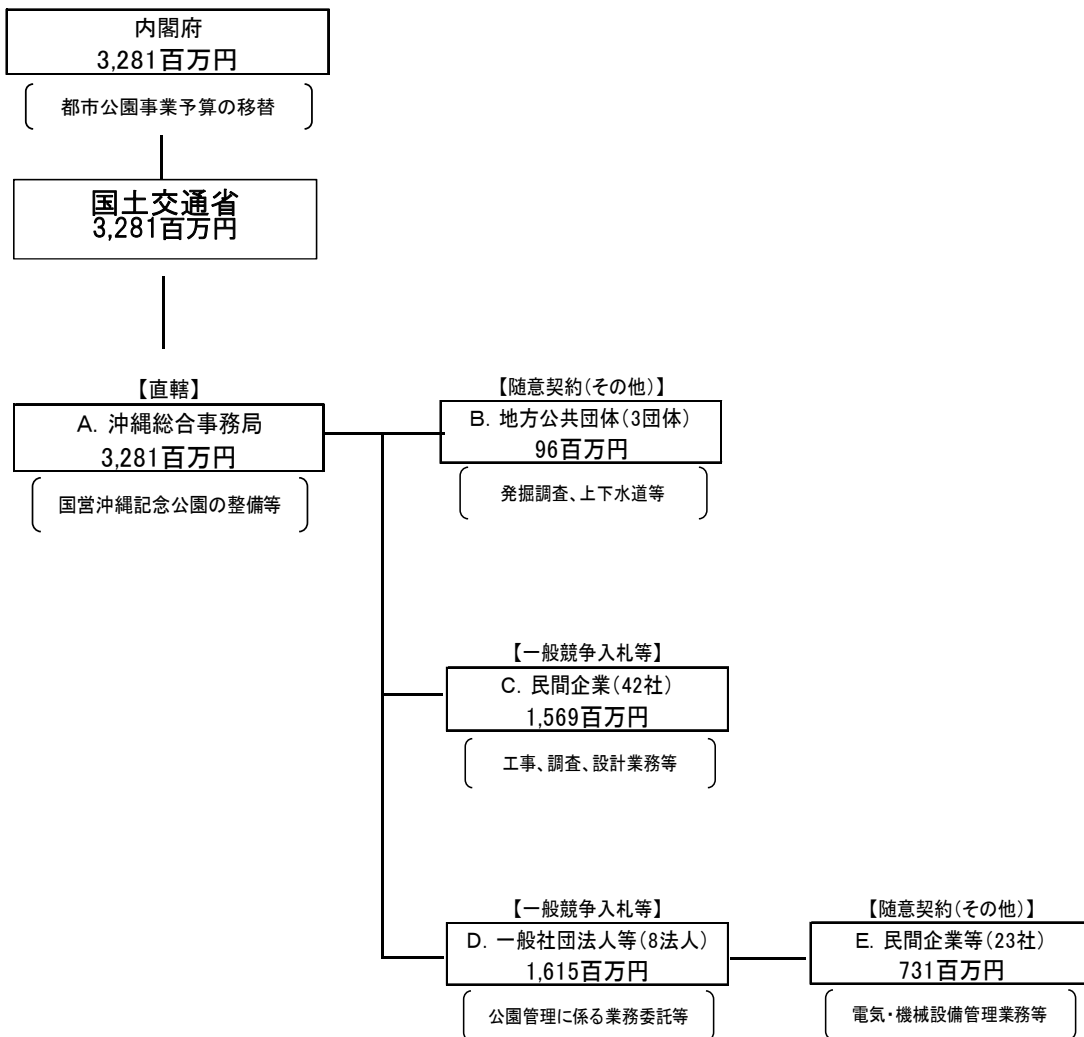 内閣府
3,281百万円
都市公園事業予算の移替
国土交通省
3,281百万円
【直轄】
A. 沖縄総合事務局
3,281百万円
国営沖縄記念公園の整備等
【随意契約(その他)】
B. 地方公共団体(3団体)
96百万円
発掘調査、上下水道等
【一般競争入札等】
C. 民間企業(42社)
1,569百万円
工事、調査、設計業務等
【一般競争入札等】
D. 一般社団法人等(8法人)
1,615百万円
公園管理に係る業務委託等
【随意契約(その他)】
E. 民間企業等(23社)
731百万円
電気・機械設備管理業務等